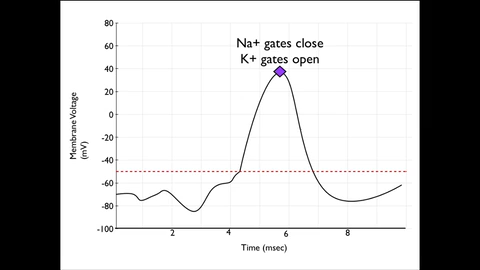 80
60
Na+ gates close
K+ gates open
40
20
0
-20
-40
-60
-80
-100
Membrane Voltage
(mV)
2
4
6
8
Time (msec)